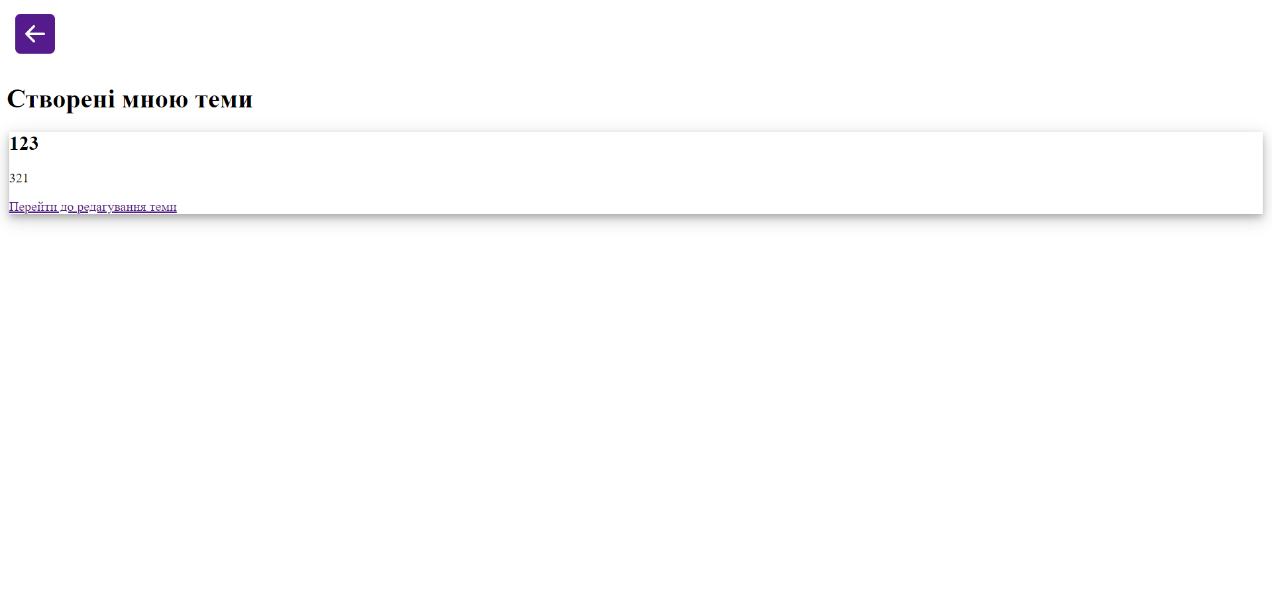 Створені мною теми
123
321
Перейти до редагування теми